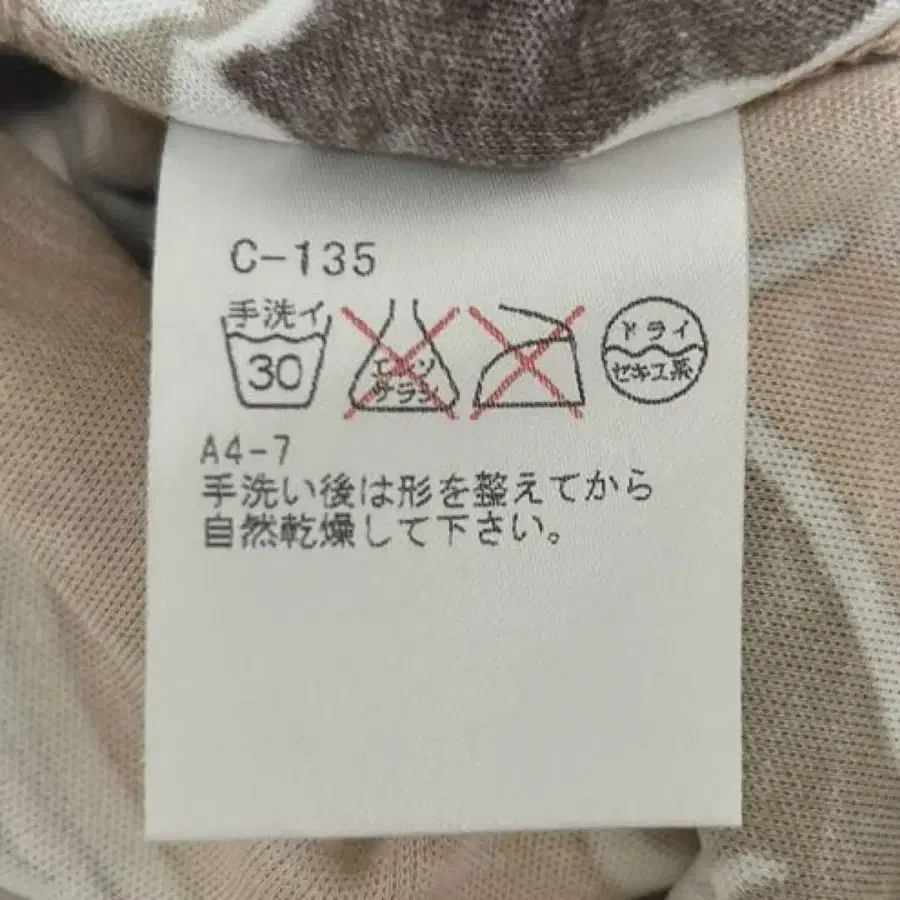 C-135
手洗イ
30
エンソ
サラシ
ドライ
セキユ系
A4-7
手洗い後は形を整えてから
自然乾燥して下さい。